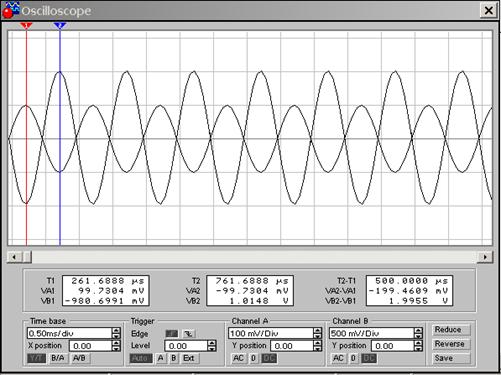 Oscilloscope
1 2
T1 261.6888 µs T2 761.6888 µs T2-T1 500.0000 µs
VA1 99.7304 mV VA2 -99.7304 mV VA2-VA1 -199.4609 mV
VB1 -980.6991 mV VB2 1.0148 V VB2-VB1 1.9955 V
Time base Trigger Channel A Channel B
0.50ms/div Edge 100 mV/Div 500 mV/Div Reduce
X position 0.00 Level 0.00 Y position 0.00 Y position 0.00 Reverse
Y/T B/A A/B Auto A B Ext AC 0 DC AC 0 DC Save